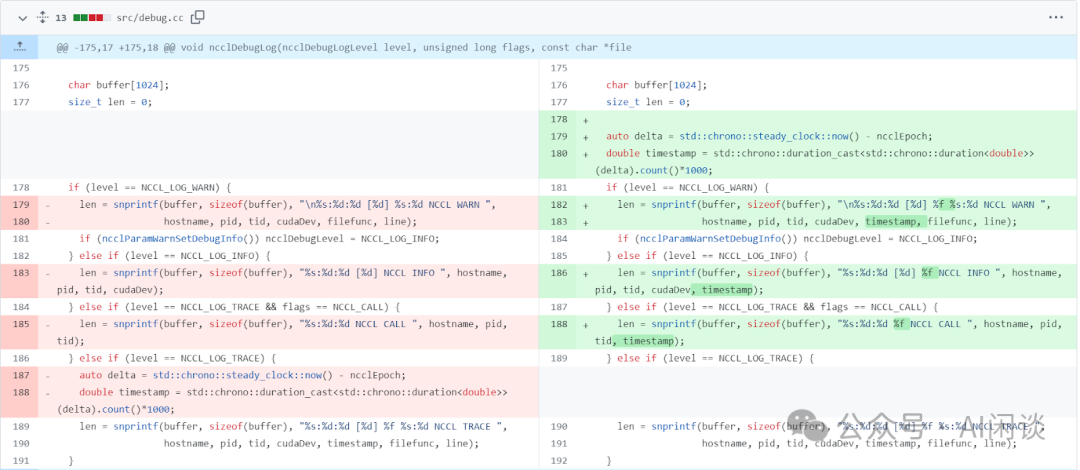 13 src/debug.cc
@@ -175,17 +175,18 @@ void ncclDebugLog(ncclDebugLogLevel level, unsigned long flags, const char *file
175
176 char buffer[1024];
177 size_t len = 0;
178 if (level == NCCL_LOG_WARN) {
179 - len = snprintf(buffer, sizeof(buffer), "\n%s:%d:%d [%d] %s:%d NCCL WARN ",
180 - hostname, pid, tid, cudaDev, filefunc, line);
181 if (ncclParamWarnSetDebugInfo()) ncclDebugLevel = NCCL_LOG_INFO;
182 } else if (level == NCCL_LOG_INFO) {
183 - len = snprintf(buffer, sizeof(buffer), "%s:%d:%d [%d] NCCL INFO ", hostname,
pid, tid, cudaDev);
184 } else if (level == NCCL_LOG_TRACE && flags == NCCL_CALL) {
185 - len = snprintf(buffer, sizeof(buffer), "%s:%d:%d NCCL CALL ", hostname, pid,
tid);
186 } else if (level == NCCL_LOG_TRACE) {
187 - auto delta = std::chrono::steady_clock::now() - ncclEpoch;
188 - double timestamp = std::chrono::duration_cast<std::chrono::duration<double>>
(delta).count()*1000;
189 len = snprintf(buffer, sizeof(buffer), "%s:%d:%d [%d] %f %s:%d NCCL TRACE ",
190 hostname, pid, tid, cudaDev, timestamp, filefunc, line);
191 }
175
176 char buffer[1024];
177 size_t len = 0;
178 +
179 + auto delta = std::chrono::steady_clock::now() - ncclEpoch;
180 + double timestamp = std::chrono::duration_cast<std::chrono::duration<double>>
(delta).count()*1000;
181 if (level == NCCL_LOG_WARN) {
182 + len = snprintf(buffer, sizeof(buffer), "\n%s:%d:%d [%d] %f %s:%d NCCL WARN ",
183 + hostname, pid, tid, cudaDev, timestamp, filefunc, line);
184 if (ncclParamWarnSetDebugInfo()) ncclDebugLevel = NCCL_LOG_INFO;
185 } else if (level == NCCL_LOG_INFO) {
186 + len = snprintf(buffer, sizeof(buffer), "%s:%d:%d [%d] %f NCCL INFO ", hostname,
pid, tid, cudaDev, timestamp);
187 } else if (level == NCCL_LOG_TRACE && flags == NCCL_CALL) {
188 + len = snprintf(buffer, sizeof(buffer), "%s:%d:%d %f NCCL CALL ", hostname, pid,
tid, timestamp);
189 } else if (level == NCCL_LOG_TRACE) {
190 len = snprintf(buffer, sizeof(buffer), "%s:%d:%d [%d] %f %s:%d NCCL TRACE ",
191 hostname, pid, tid, cudaDev, timestamp, filefunc, line);
192 }
公众号 · AI闲谈